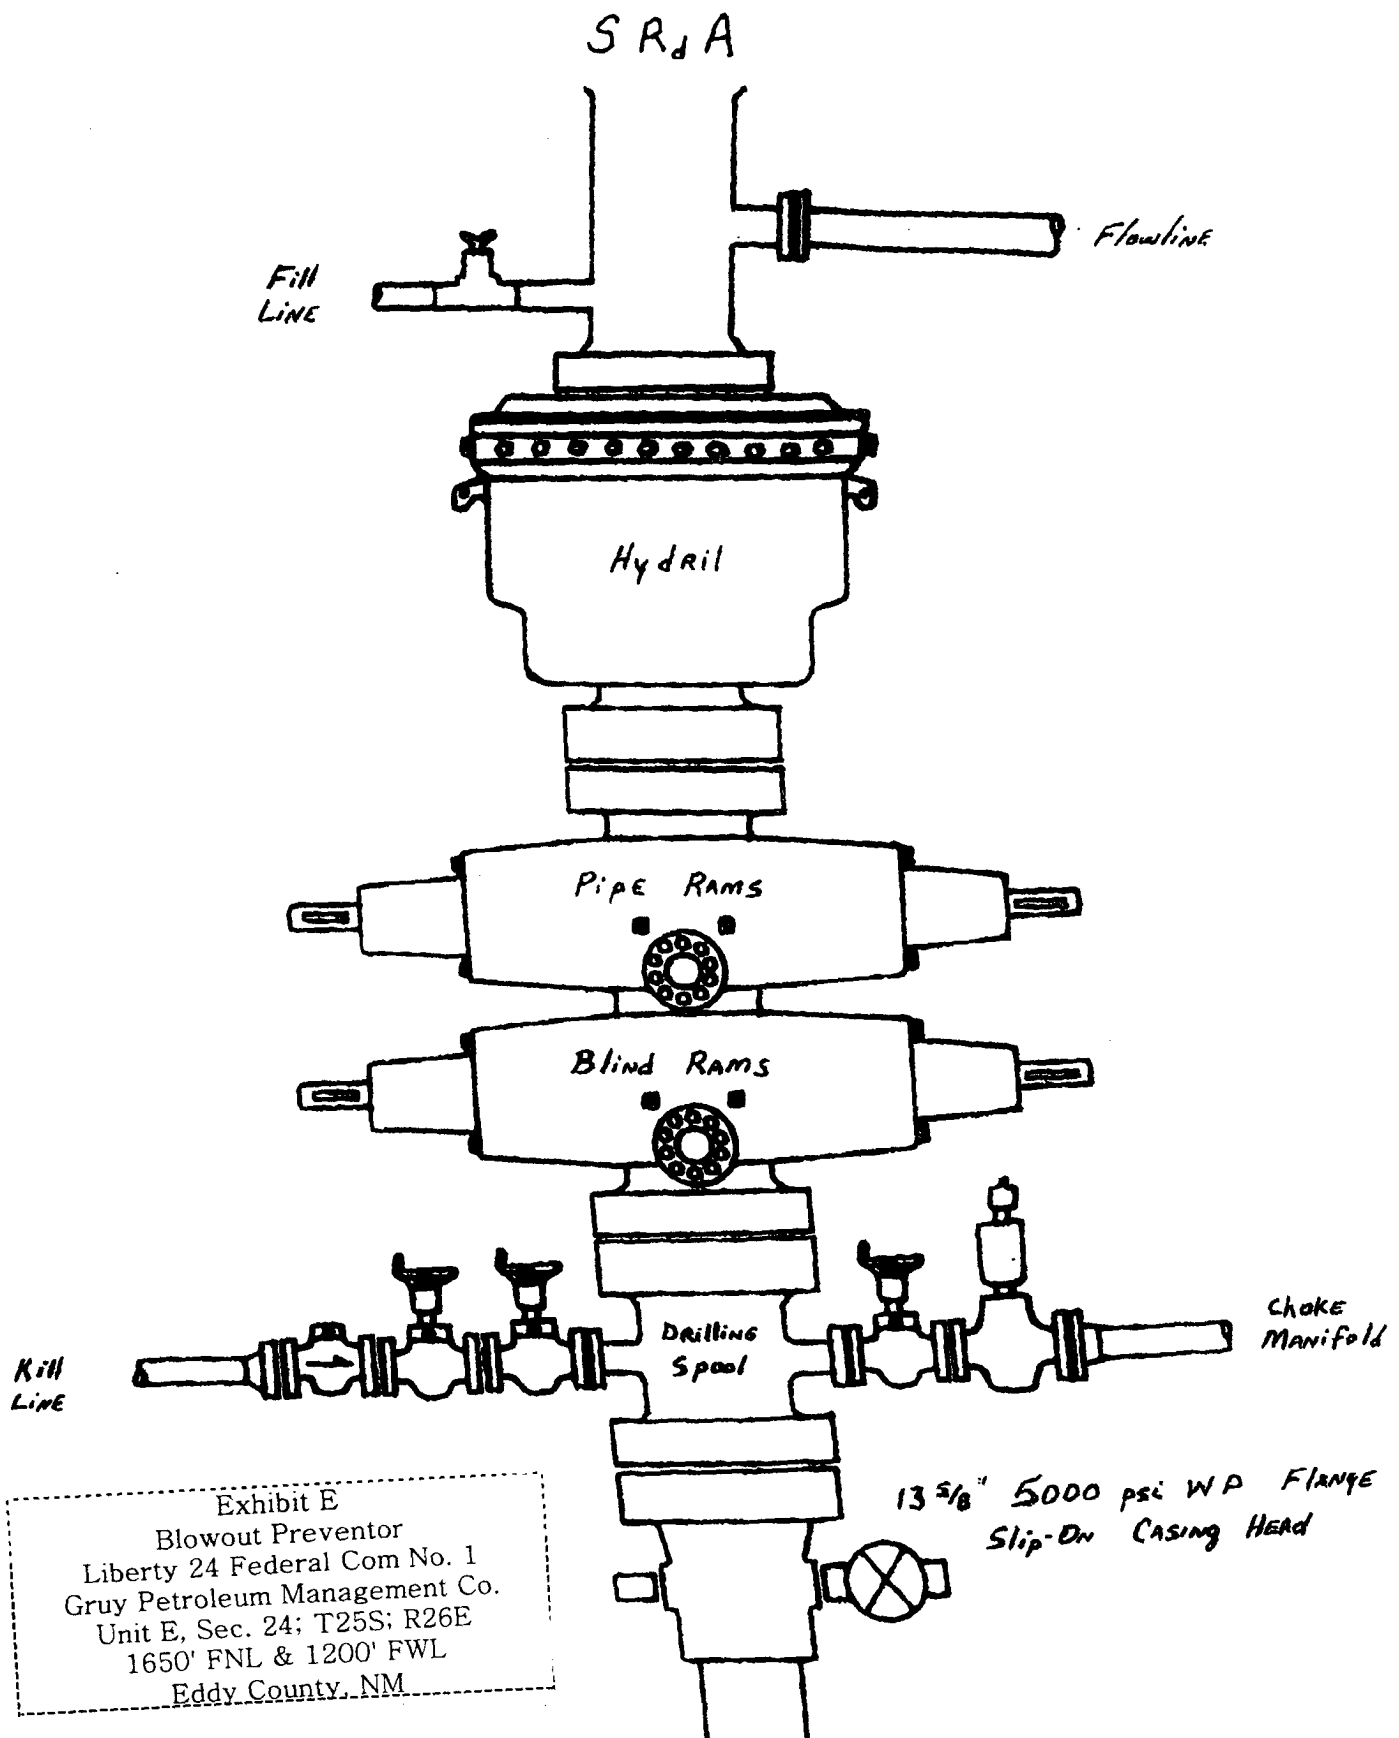 S Rd A
Flowline
Fill
Line
Hydril
Pipe Rams
Blind Rams
Drilling
Spool
Choke
Manifold
Kill
Line
13 5/8" 5000 psi WP Flange
Slip-On Casing Head
Exhibit E
Blowout Preventor
Liberty 24 Federal Com No. 1
Gruy Petroleum Management Co.
Unit E, Sec. 24; T25S; R26E
1650' FNL & 1200' FWL
Eddy County, NM